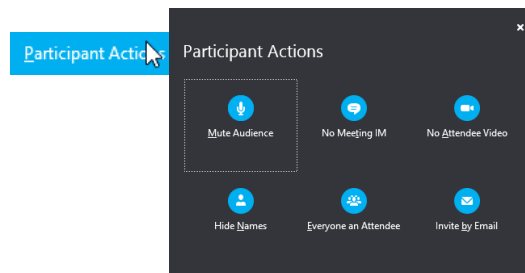 Participant Actions
Participant Actions
Mute Audience
No Meeting IM
No Attendee Video
Hide Names
Everyone an Attendee
Invite by Email